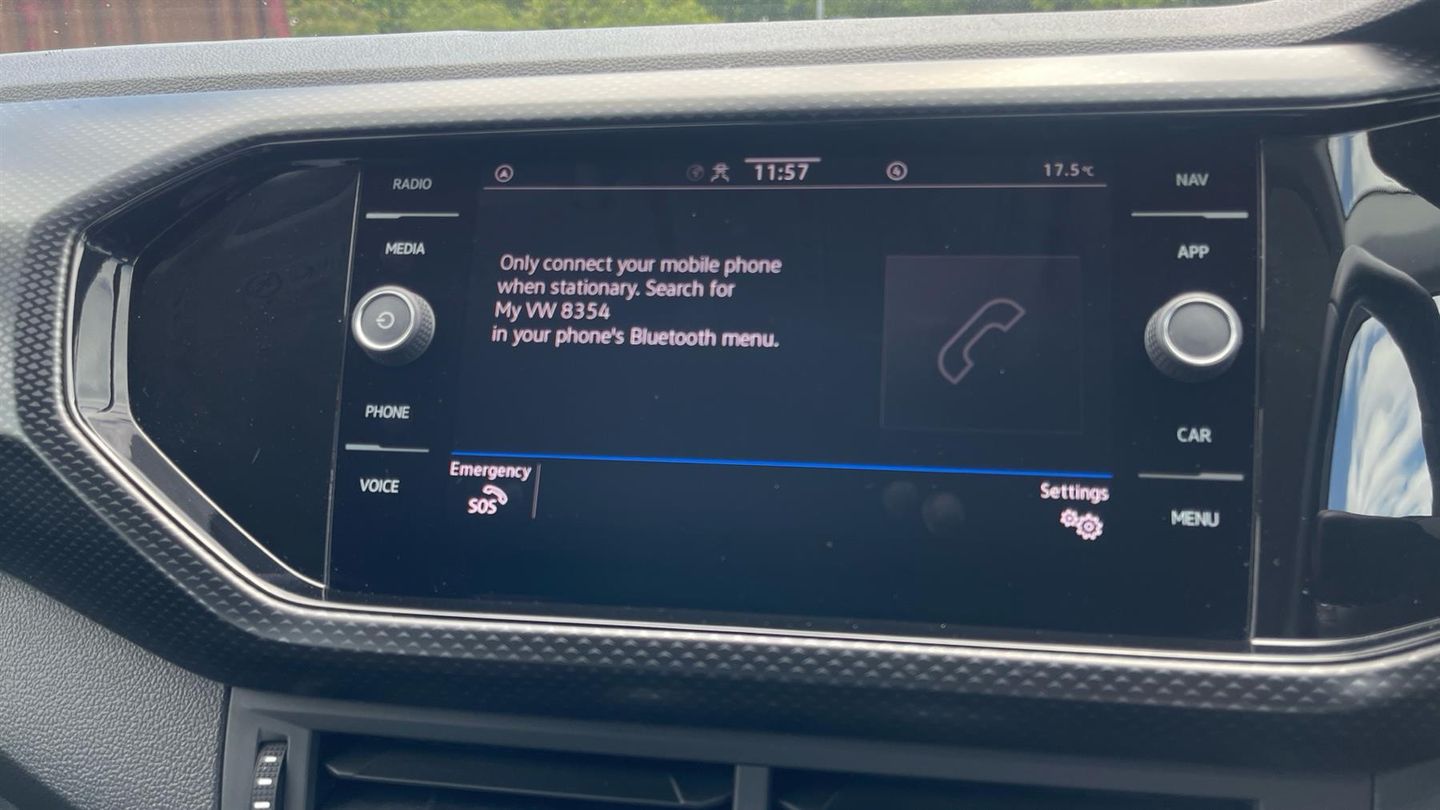 11:57
17.5°C
RADIO
MEDIA
PHONE
VOICE
Only connect your mobile phone
when stationary. Search for
My VW 8354
in your phone's Bluetooth menu.
Emergency
SOS
Settings
NAV
APP
CAR
MENU